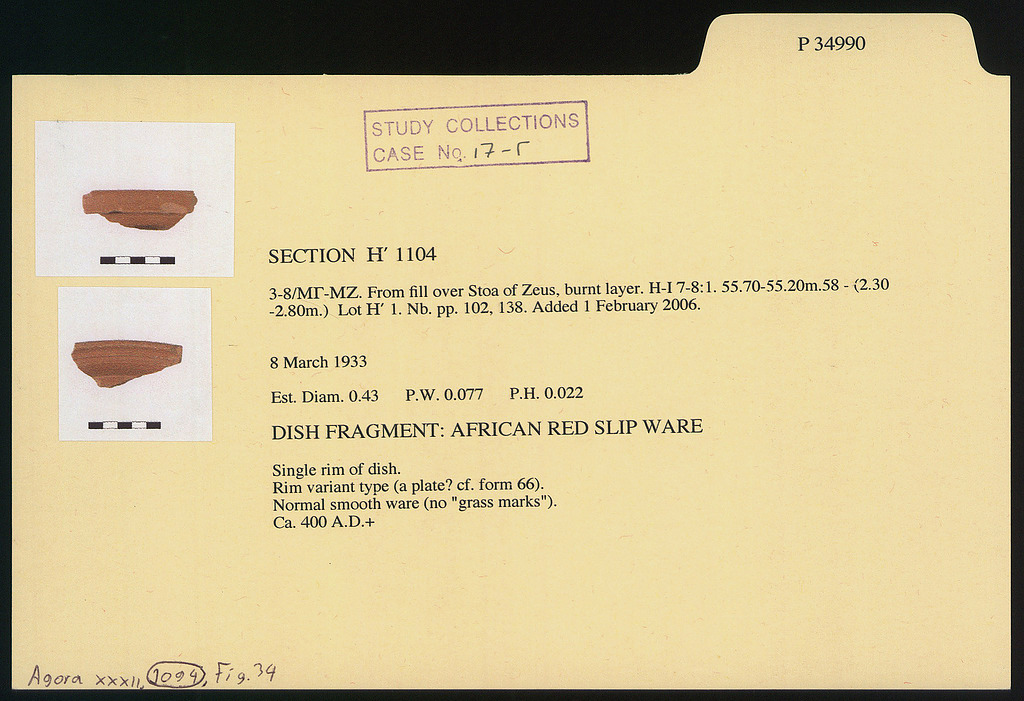 P 34990
STUDY COLLECTIONS
CASE No. 17-Γ
SECTION H′ 1104
3-8/ΜΓ-ΜΖ. From fill over Stoa of Zeus, burnt layer. H-I 7-8:1. 55.70-55.20m.58 - (2.30
-2.80m.) Lot H′ 1. Nb. pp. 102, 138. Added 1 February 2006.
8 March 1933
Est. Diam. 0.43 P.W. 0.077 P.H. 0.022
DISH FRAGMENT: AFRICAN RED SLIP WARE
Single rim of dish.
Rim variant type (a plate? cf. form 66).
Normal smooth ware (no "grass marks").
Ca. 400 A.D.+
Agora xxxii, 1094, Fig. 34